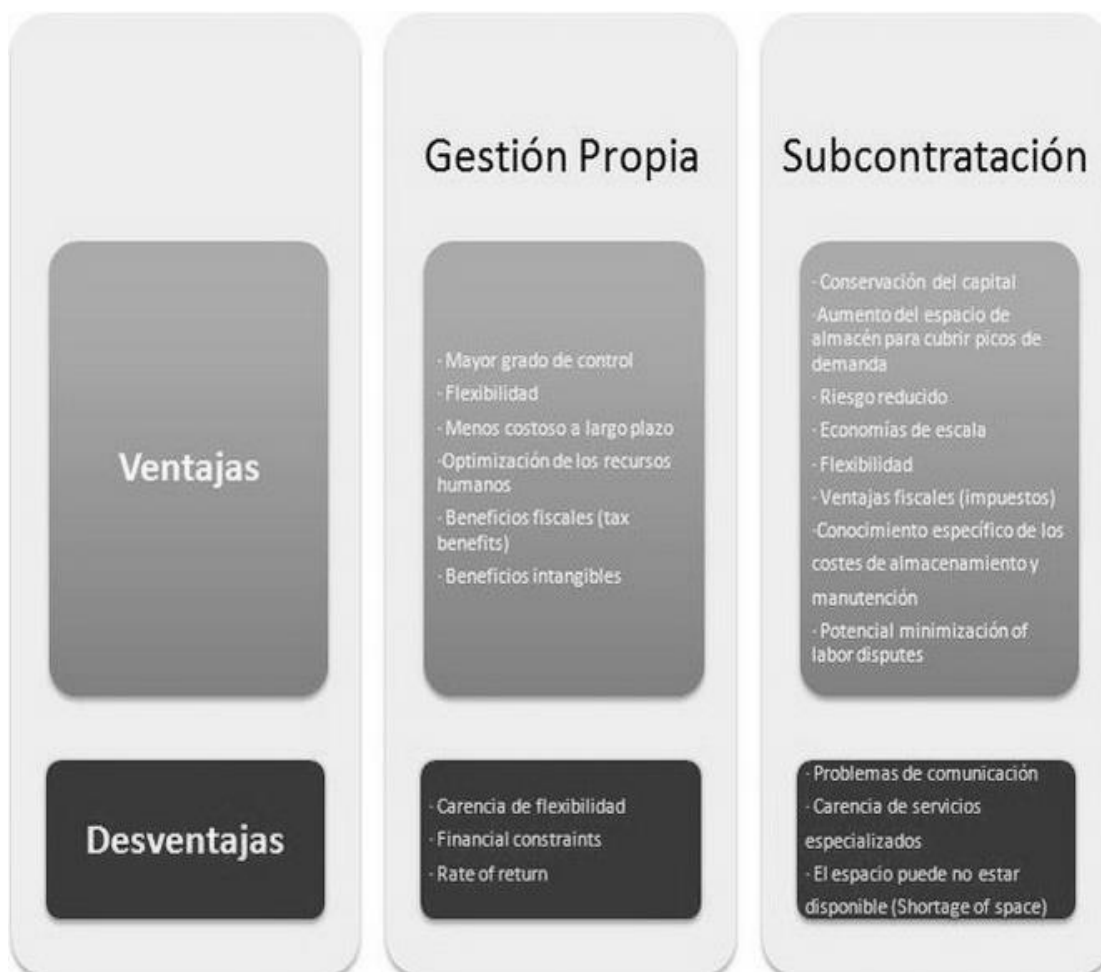 Gestión Propia
Subcontratación
Ventajas
· Mayor grado de control
· Flexibilidad
· Menos costoso a largo plazo
·Optimización de los recursos
humanos
· Beneficios fiscales (tax
benefits)
· Beneficios intangibles
· Conservación del capital
·Aumento del espacio de
almacén para cubrir picos de
demanda
· Riesgo reducido
· Economías de escala
· Flexibilidad
· Ventajas fiscales (impuestos)
·Conocimiento específico de los
costes de almacenamiento y
manutención
· Potencial minimización of
labor disputes
Desventajas
· Carencia de flexibilidad
· Financial constraints
· Rate of return
· Problemas de comunicación
· Carencia de servicios
especializados
· El espacio puede no estar
disponible (Shortage of space)